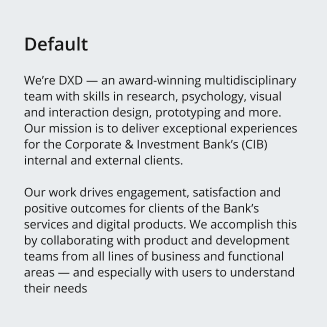 Default
We're DXD — an award-winning multidisciplinary
team with skills in research, psychology, visual
and interaction design, prototyping and more.
Our mission is to deliver exceptional experiences
for the Corporate & Investment Bank's (CIB)
internal and external clients.
Our work drives engagement, satisfaction and
positive outcomes for clients of the Bank's
services and digital products. We accomplish this
by collaborating with product and development
teams from all lines of business and functional
areas — and especially with users to understand
their needs